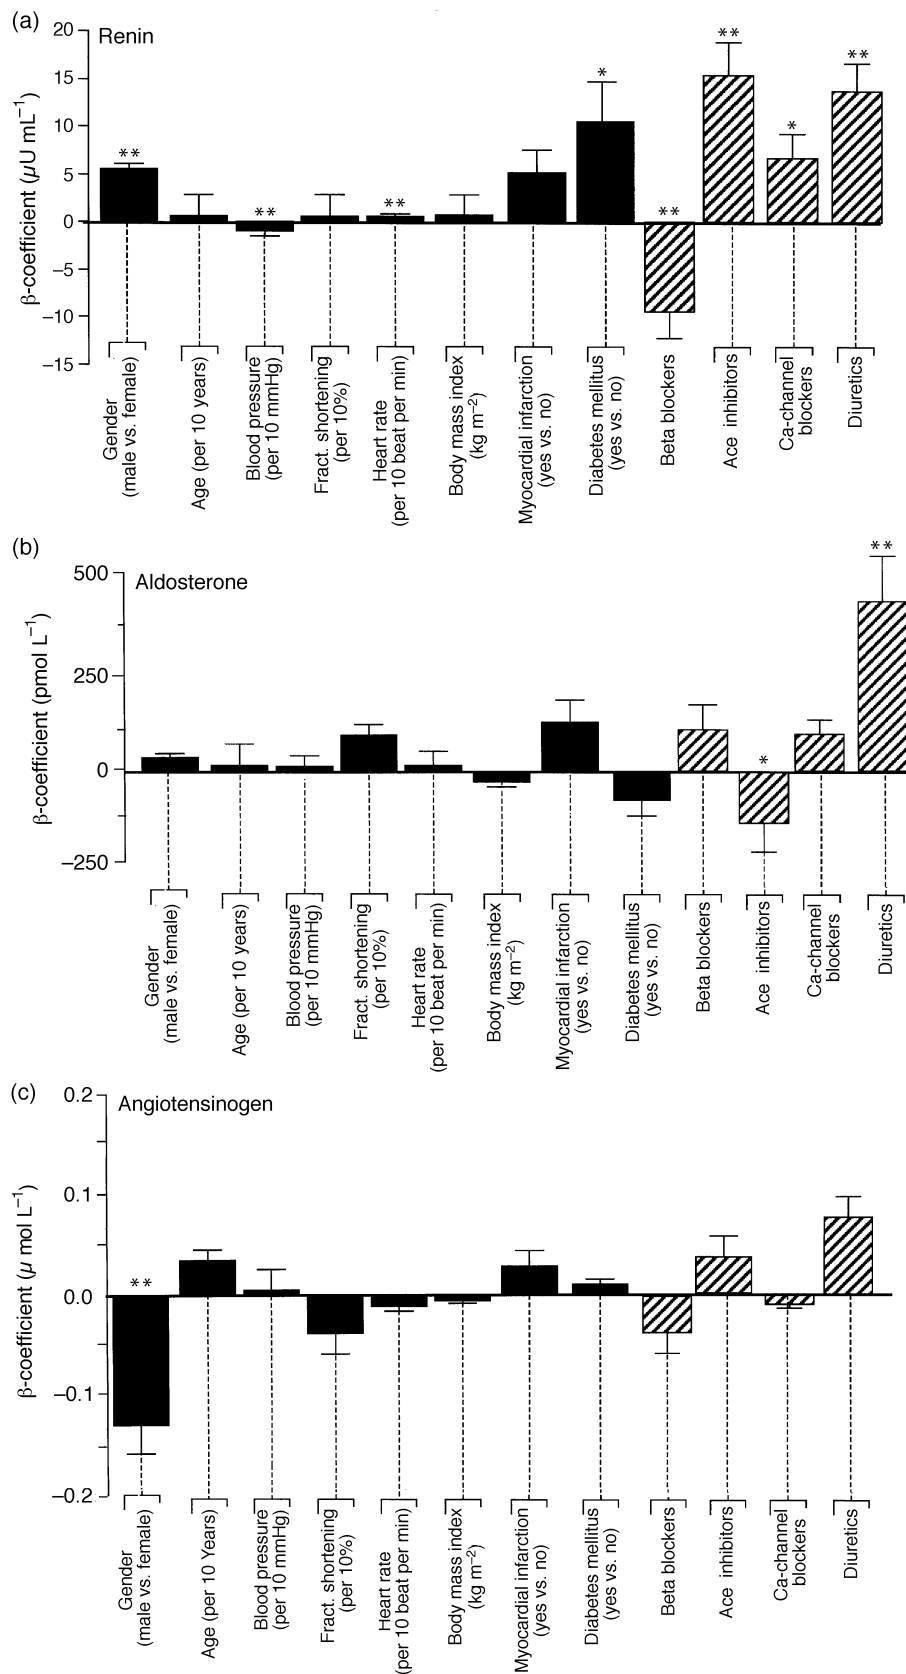 (a)
Renin
β-coefficient (µU mL⁻¹)
20
15
10
5
0
−5
−10
−15
**
**
**
*
**
**
*
**
Gender
(male vs. female)
Age (per 10 years)
Blood pressure
(per 10 mmHg)
Fract. shortening
(per 10%)
Heart rate
(per 10 beat per min)
Body mass index
(kg m⁻²)
Myocardial infarction
(yes vs. no)
Diabetes mellitus
(yes vs. no)
Beta blockers
Ace inhibitors
Ca-channel
blockers
Diuretics
(b)
Aldosterone
β-coefficient (pmol L⁻¹)
500
250
0
−250
*
**
Gender
(male vs. female)
Age (per 10 years)
Blood pressure
(per 10 mmHg)
Fract. shortening
(per 10%)
Heart rate
(per 10 beat per min)
Body mass index
(kg m⁻²)
Myocardial infarction
(yes vs. no)
Diabetes mellitus
(yes vs. no)
Beta blockers
Ace inhibitors
Ca-channel
blockers
Diuretics
(c)
Angiotensinogen
β-coefficient (µ mol L⁻¹)
0.2
0.1
0.0
−0.1
−0.2
**
Gender
(male vs. female)
Age (per 10 Years)
Blood pressure
(per 10 mmHg)
Fract. shortening
(per 10%)
Heart rate
(per 10 beat per min)
Body mass index
(kg m⁻²)
Myocardial infarction
(yes vs. no)
Diabetes mellitus
(yes vs. no)
Beta blockers
Ace inhibitors
Ca-channel
blockers
Diuretics